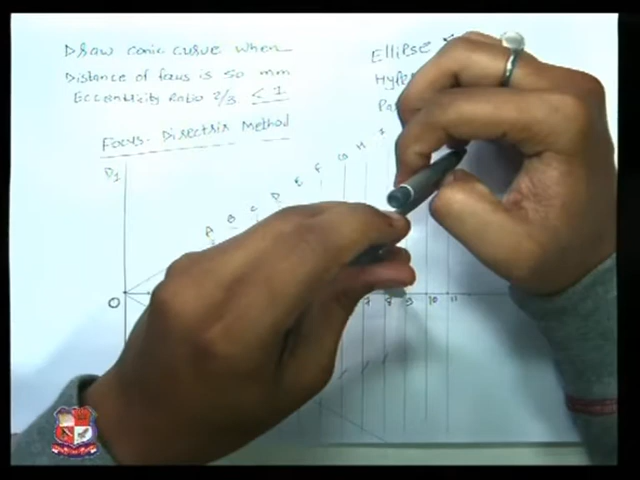 Draw conic curve when
Distance of focus is 50 mm
Eccentricity Ratio 2/3 < 1
Focus-Directrix Method
Ellipse
D1
A B C D E F G H I
O
7 8 9 10 11